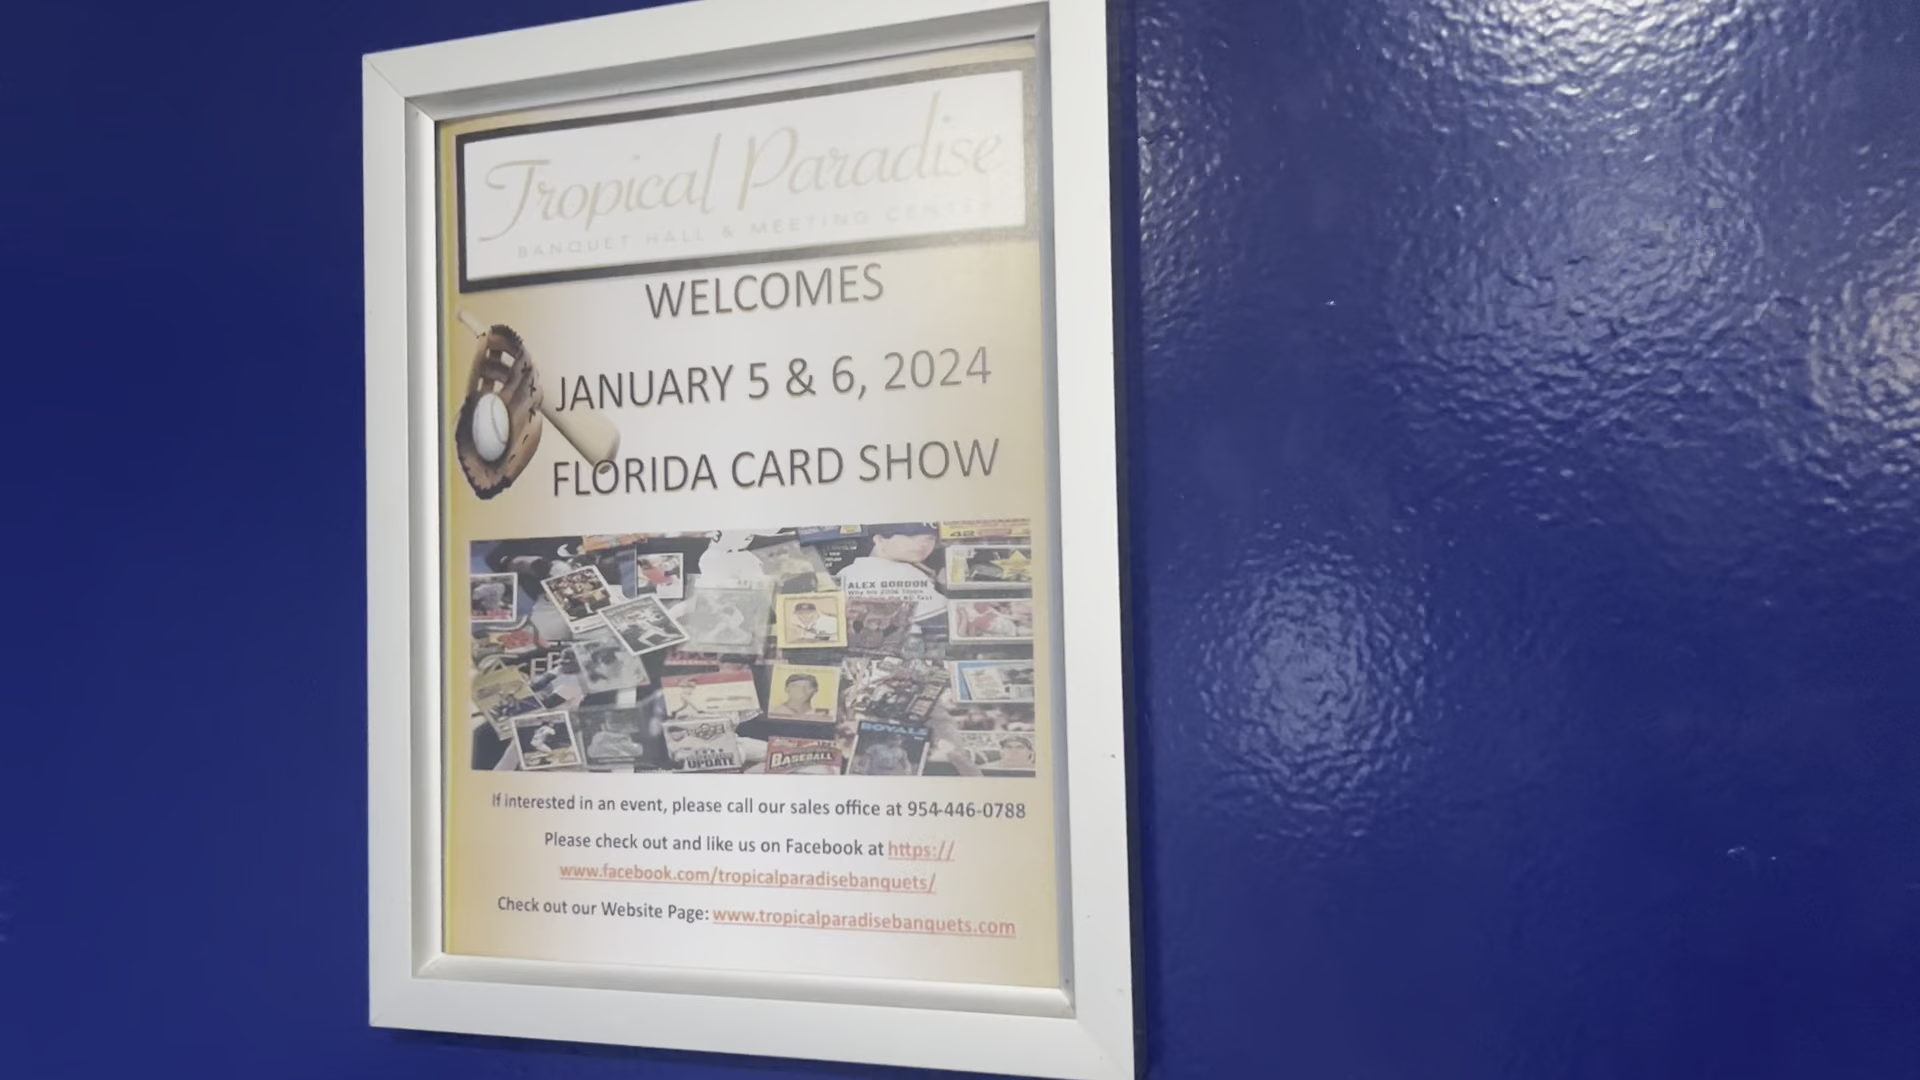 Tropical Paradise
BANQUET HALL & MEETING CENTER
WELCOMES
JANUARY 5 & 6, 2024
FLORIDA CARD SHOW
ALEX GORDON
ROYALS
UPDATE
BASEBALL
If interested in an event, please call our sales office at 954-446-0788
Please check out and like us on Facebook at https://
www.facebook.com/tropicalparadisebanquets/
Check out our Website Page: www.tropicalparadisebanquets.com